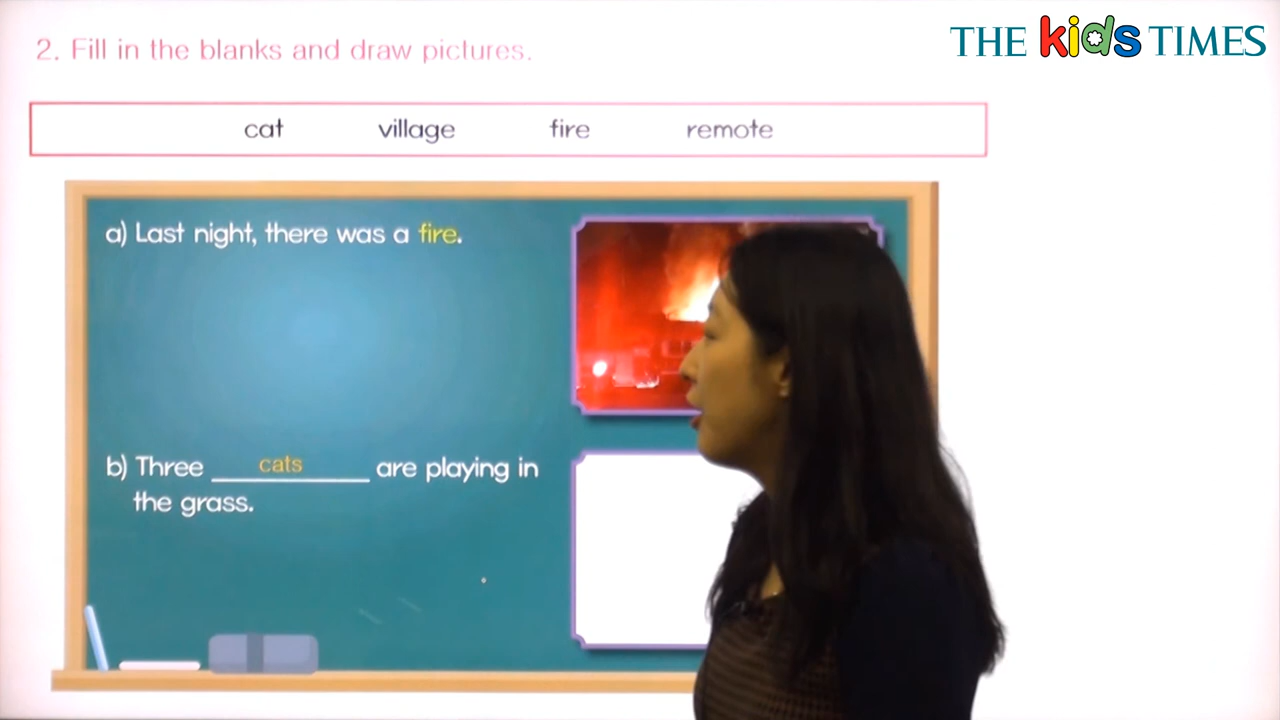 2. Fill in the blanks and draw pictures.
THE kids TIMES
cat village fire remote
a) Last night, there was a fire.
b) Three cats are playing in
the grass.